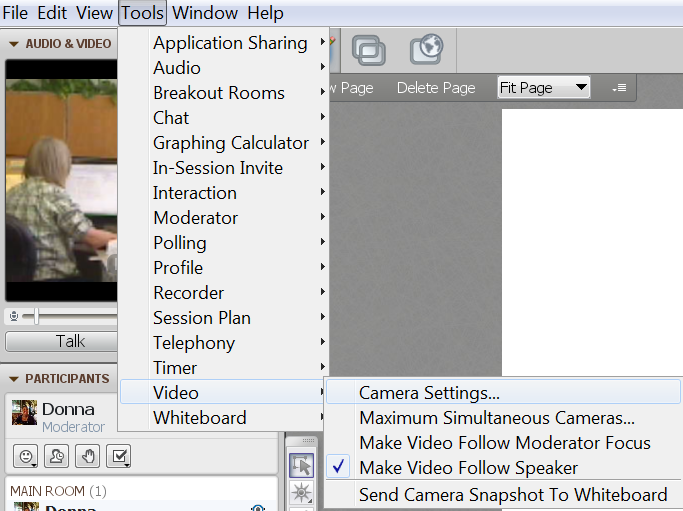 File Edit View Tools Window Help
AUDIO & VIDEO
Application Sharing
Audio
Breakout Rooms
Chat
Graphing Calculator
In-Session Invite
Interaction
Moderator
Polling
Profile
Recorder
Session Plan
Telephony
Timer
Video
Whiteboard
Page Delete Page Fit Page
Talk
PARTICIPANTS
Donna
Moderator
MAIN ROOM (1)
Donna
Camera Settings...
Maximum Simultaneous Cameras...
Make Video Follow Moderator Focus
Make Video Follow Speaker
Send Camera Snapshot To Whiteboard